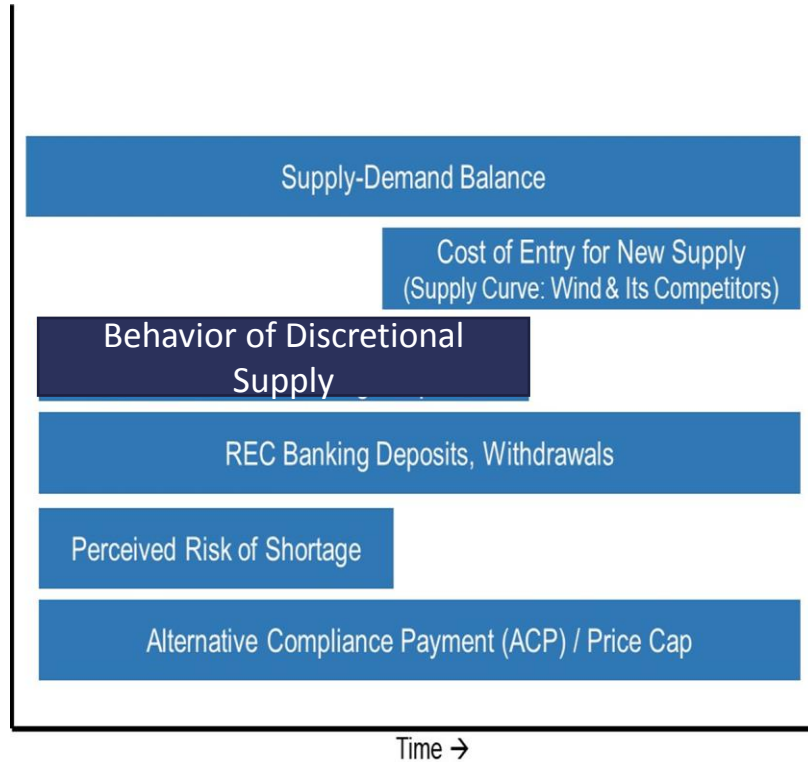 Supply-Demand Balance
Cost of Entry for New Supply
(Supply Curve: Wind & Its Competitors)
Behavior of Discretional
Supply
REC Banking Deposits, Withdrawals
Perceived Risk of Shortage
Alternative Compliance Payment (ACP) / Price Cap
Time →